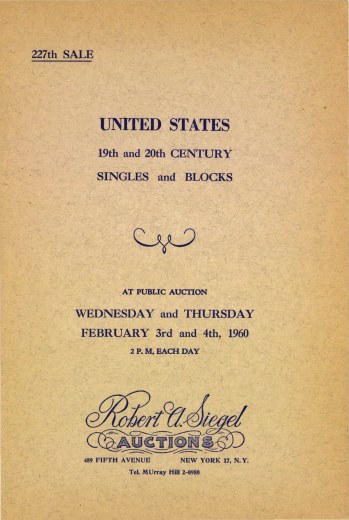 227th SALE
UNITED STATES
19th and 20th CENTURY
SINGLES and BLOCKS
AT PUBLIC AUCTION
WEDNESDAY and THURSDAY
FEBRUARY 3rd and 4th, 1960
2 P. M. EACH DAY
Robert A. Siegel
AUCTIONS
489 FIFTH AVENUE NEW YORK 17, N. Y.
Tel. MUrray Hill 2-0980